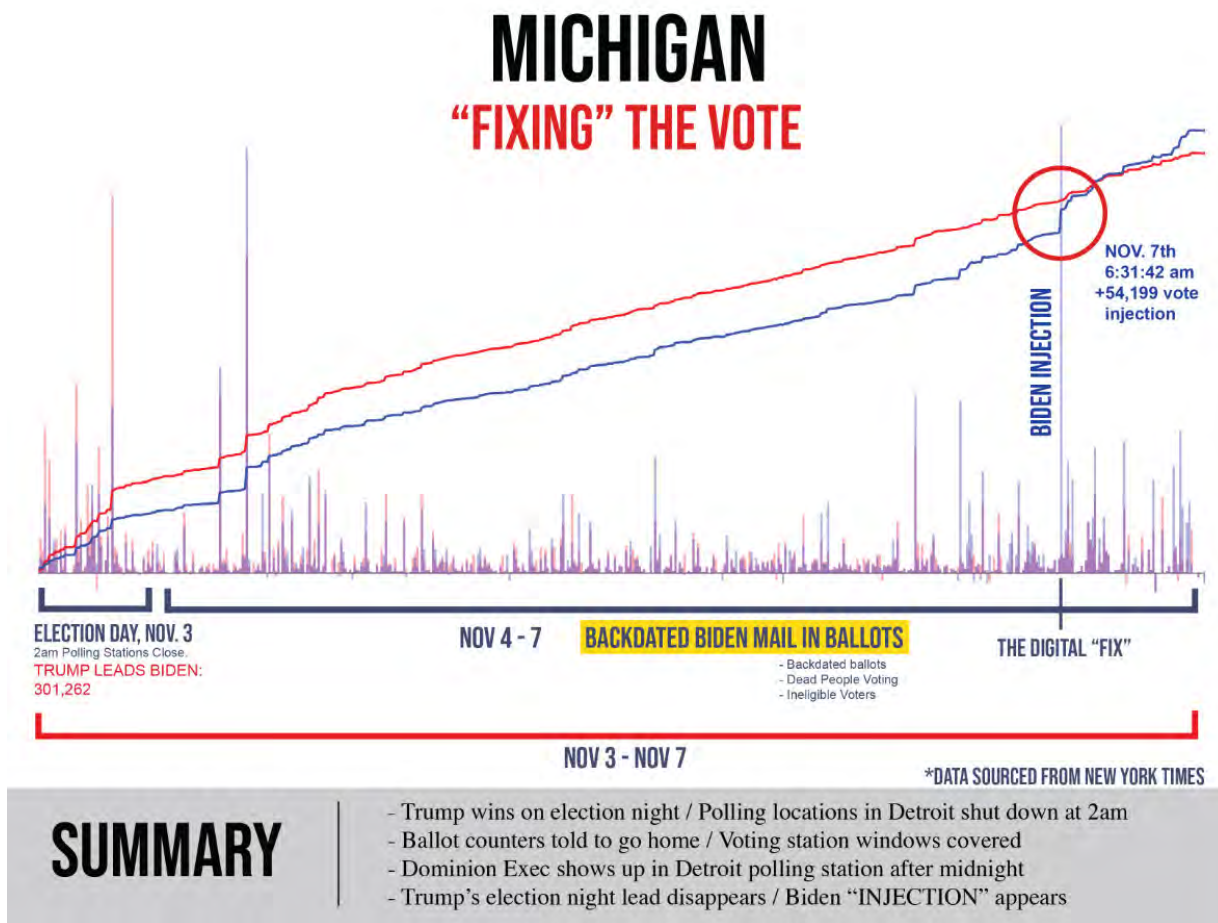 MICHIGAN
“FIXING” THE VOTE
NOV. 7th
6:31:42 am
+54,199 vote
injection
BIDEN INJECTION
ELECTION DAY, NOV. 3
2am Polling Stations Close.
TRUMP LEADS BIDEN:
301,262
NOV 4 - 7 BACKDATED BIDEN MAIL IN BALLOTS
- Backdated ballots
- Dead People Voting
- Ineligible Voters
THE DIGITAL “FIX”
NOV 3 - NOV 7
*DATA SOURCED FROM NEW YORK TIMES
SUMMARY
- Trump wins on election night / Polling locations in Detroit shut down at 2am
- Ballot counters told to go home / Voting station windows covered
- Dominion Exec shows up in Detroit polling station after midnight
- Trump’s election night lead disappears / Biden “INJECTION” appears